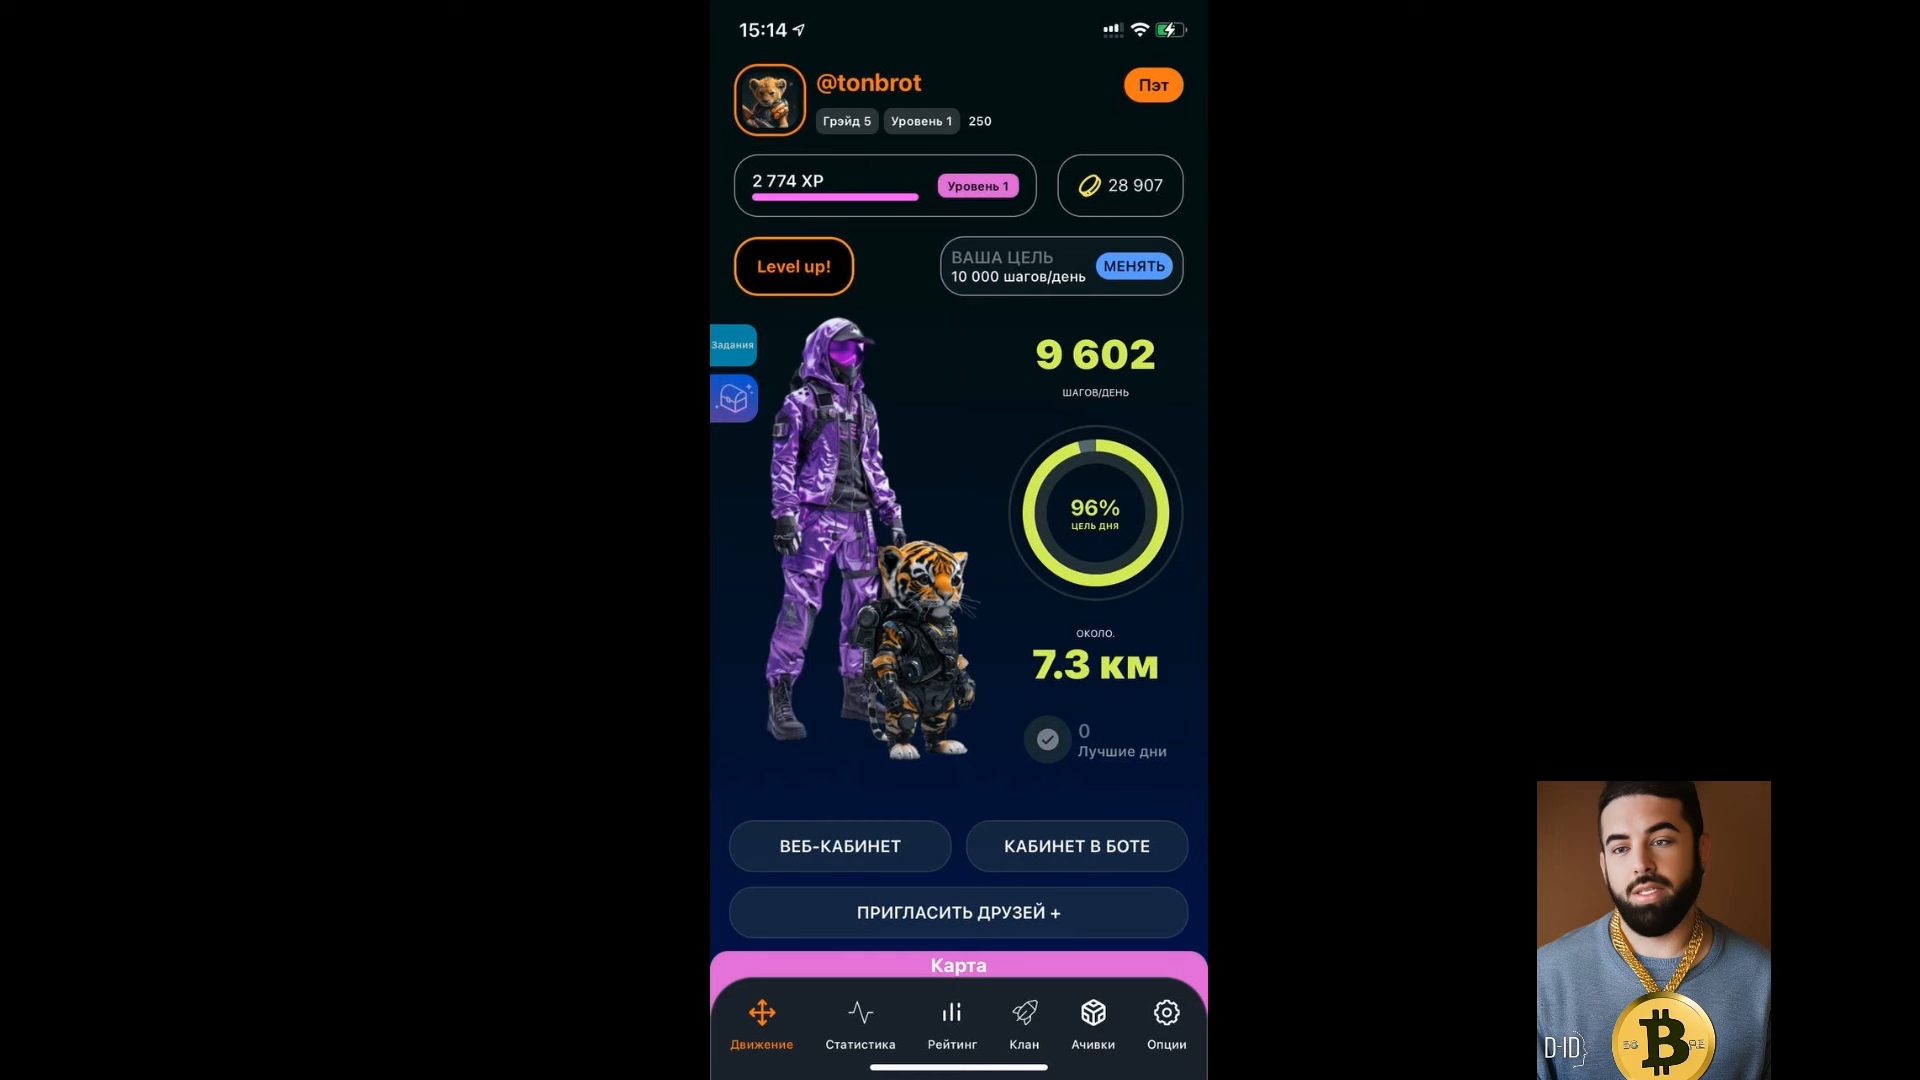 15:14
@tonbrot
Пэт
Грэйд 5
Уровень 1
250
2 774 XP
Уровень 1
28 907
Level up!
ВАША ЦЕЛЬ
10 000 шагов/день
МЕНЯТЬ
Задания
9 602
ШАГОВ/ДЕНЬ
96%
ЦЕЛЬ ДНЯ
ОКОЛО.
7.3 км
0
Лучшие дни
ВЕБ-КАБИНЕТ
КАБИНЕТ В БОТЕ
ПРИГЛАСИТЬ ДРУЗЕЙ +
Карта
Движение
Статистика
Рейтинг
Клан
Ачивки
Опции
D-ID